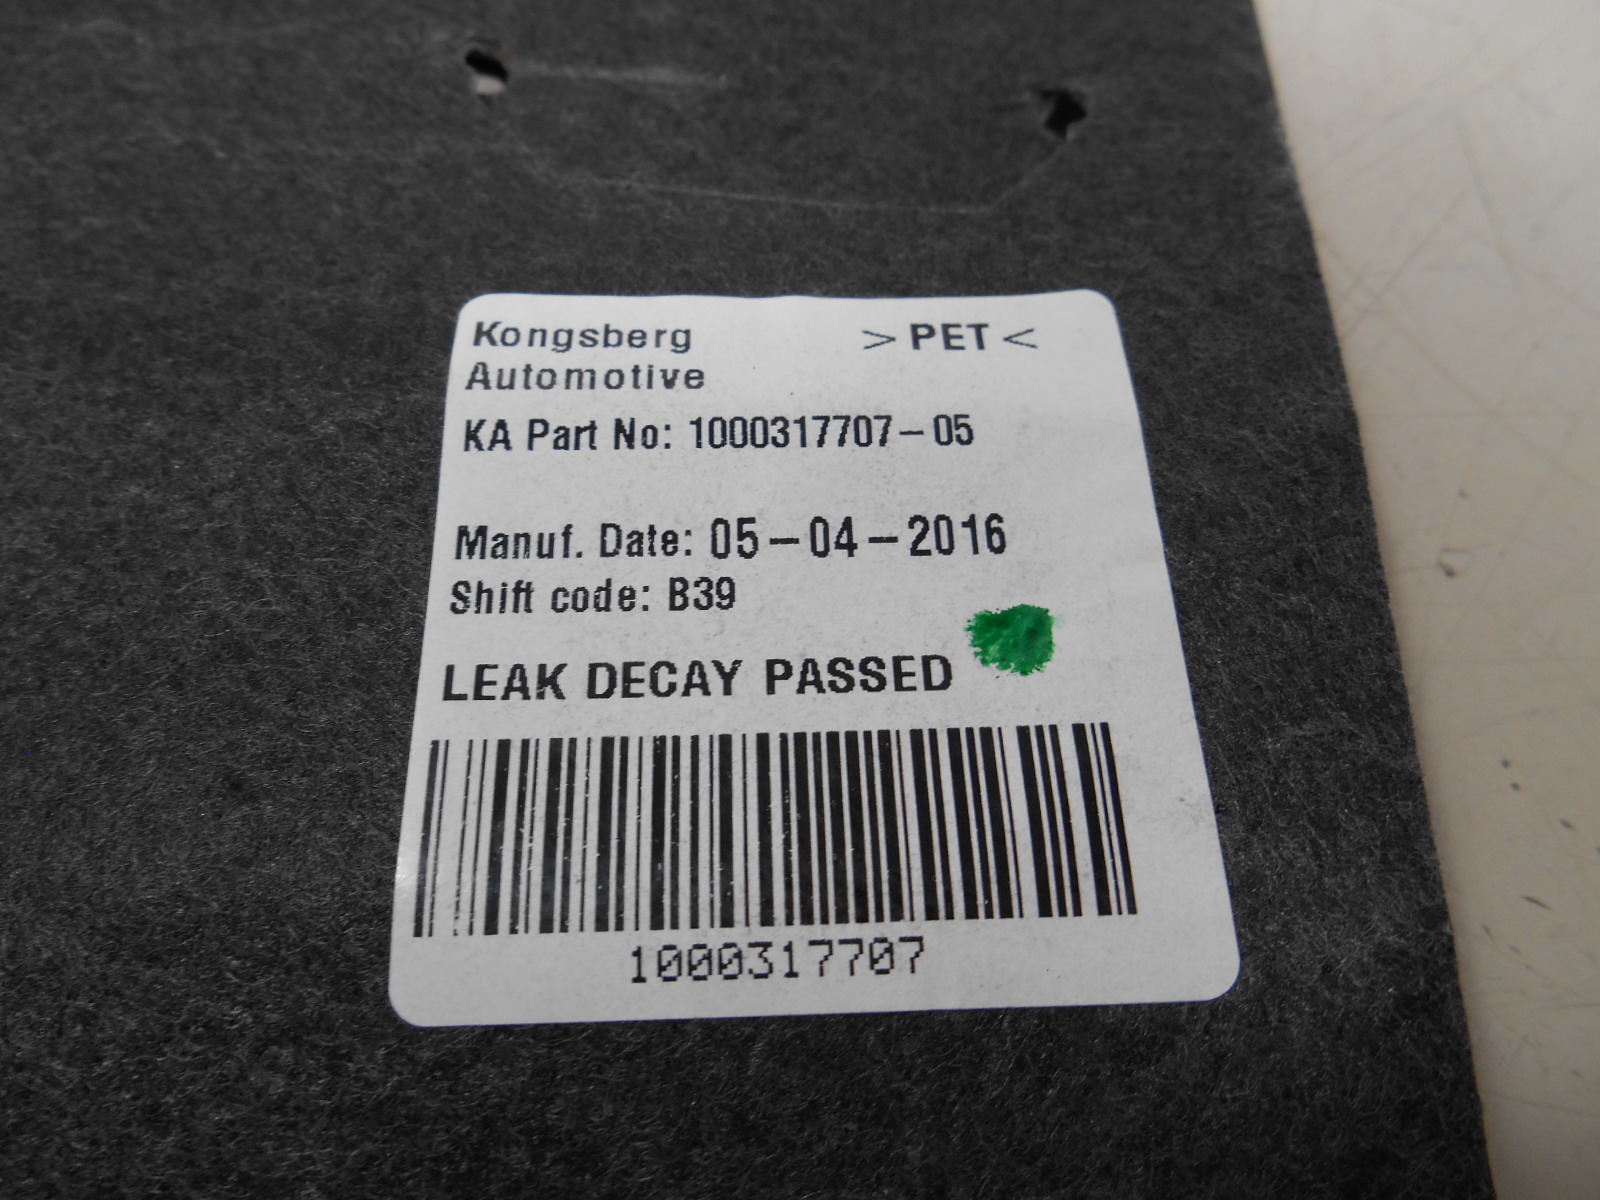 Kongsberg > PET <
Automotive
KA Part No: 1000317707-05
Manuf. Date: 05-04-2016
Shift code: B39
LEAK DECAY PASSED
1000317707